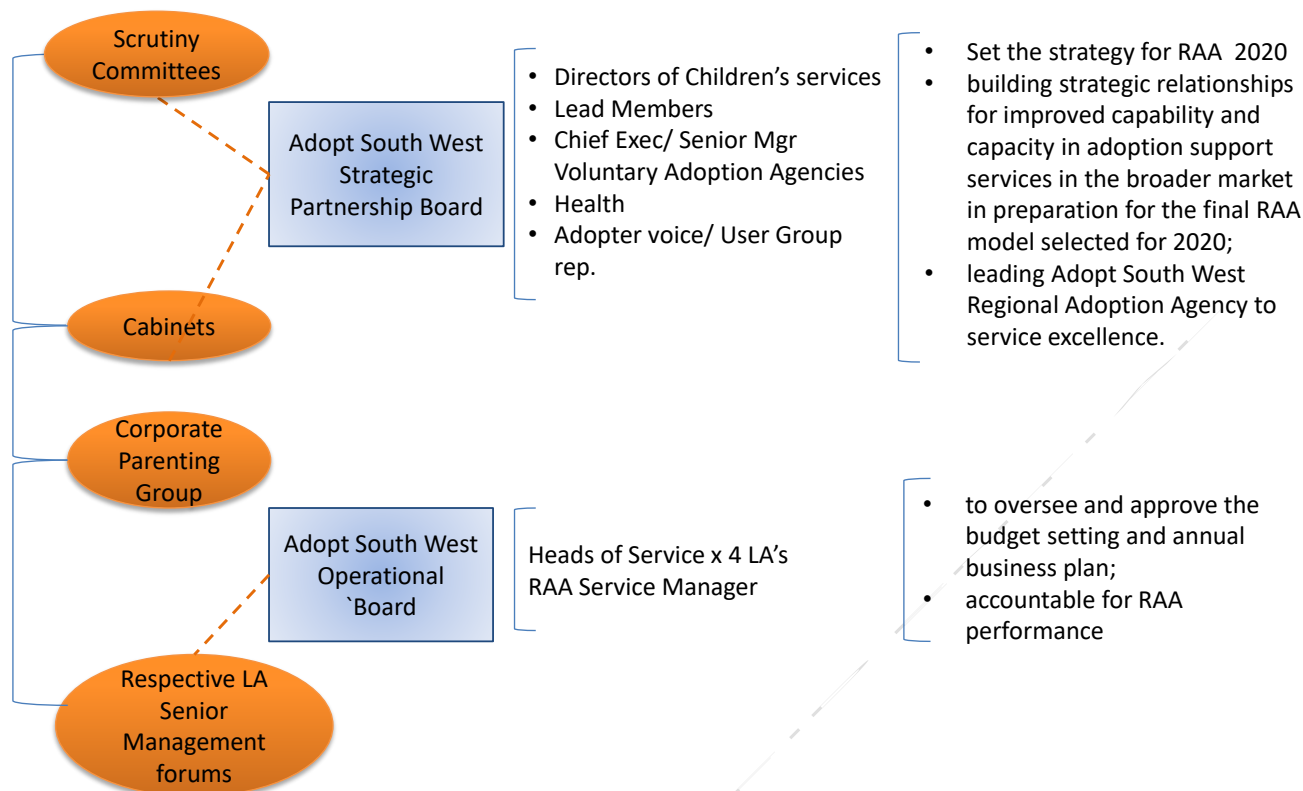 Scrutiny
Committees
Adopt South West
Strategic
Partnership Board
• Directors of Children's services
• Lead Members
• Chief Exec/ Senior Mgr
Voluntary Adoption Agencies
• Health
• Adopter voice/ User Group
rep.
• Set the strategy for RAA  2020
• building strategic relationships
for improved capability and
capacity in adoption support
services in the broader market
in preparation for the final RAA
model selected for 2020;
• leading Adopt South West
Regional Adoption Agency to
service excellence.
Cabinets
Corporate
Parenting
Group
Adopt South West
Operational
`Board
Heads of Service x 4 LA's
RAA Service Manager
• to oversee and approve the
budget setting and annual
business plan;
• accountable for RAA
performance
Respective LA
Senior
Management
forums